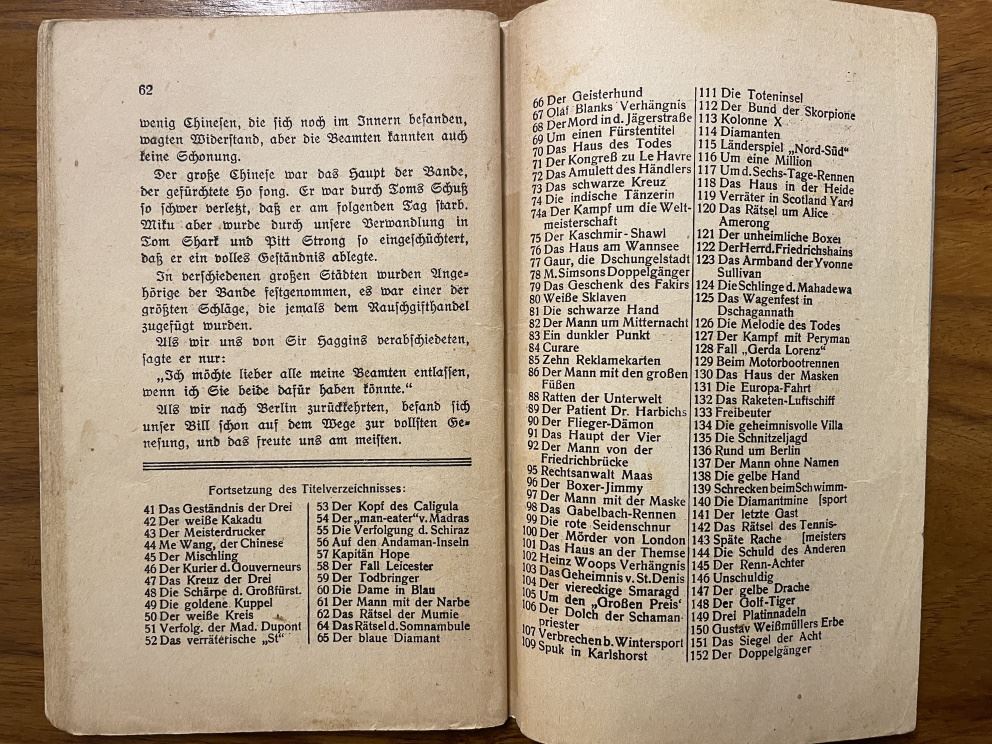 62
wenig Chinesen, die sich noch im Innern befanden,
wagten Widerstand, aber die Beamten kannten auch
keine Schonung.
Der große Chinese war das Haupt der Bande,
der gefürchtete Ho fong. Er war durch Toms Schuß
so schwer verletzt, daß er am folgenden Tag starb.
Miku aber wurde durch unsere Verwandlung in
Tom Shark und Pitt Strong so eingeschüchtert,
daß er ein volles Geständnis ablegte.
In verschiedenen großen Städten wurden Ange-
hörige der Bande festgenommen, es war einer der
größten Schläge, die jemals dem Rauschgifthandel
zugefügt wurden.
Als wir uns von Sir Haggins verabschiedeten,
sagte er nur:
„Ich möchte lieber alle meine Beamten entlassen,
wenn ich Sie beide dafür haben könnte.“
Als wir nach Berlin zurückkehrten, befand sich
unser Bill schon auf dem Wege zur vollsten Ge-
nesung, und das freute uns am meisten.
Fortsetzung des Titelverzeichnisses:
41 Das Geständnis der Drei
42 Der weiße Kakadu
43 Der Meisterdrucker
44 Me Wang, der Chinese
45 Der Mischling
46 Der Kurier d. Gouverneurs
47 Das Kreuz der Drei
48 Die Schärpe d. Großfürst.
49 Die goldene Kuppel
50 Der weiße Kreis
51 Verfolg. der Mad. Dupont
52 Das verräterische „St“
53 Der Kopf des Caligula
54 Der „man-eater“ v. Madras
55 Die Verfolgung d. Schiraz
56 Auf den Andaman-Inseln
57 Kapitän Hope
58 Der Fall Leicester
59 Der Todbringer
60 Die Dame in Blau
61 Der Mann mit der Narbe
62 Das Rätsel der Mumie
64 Das Rätsel d. Somnambule
65 Der blaue Diamant
66 Der Geisterhund
67 Olaf Blanks Verhängnis
68 Der Mord in d. Jägerstraße
69 Um einen Fürstentitel
70 Das Haus des Todes
71 Der Kongreß zu Le Havre
72 Das Amulett des Händlers
73 Das schwarze Kreuz
74 Die indische Tänzerin
74a Der Kampf um die Welt-
meisterschaft
75 Der Kaschmir-Shawl
76 Das Haus am Wannsee
77 Gaur, die Dschungelstadt
78 M. Simsons Doppelgänger
79 Das Geschenk des Fakirs
80 Weiße Sklaven
81 Die schwarze Hand
82 Der Mann um Mitternacht
83 Ein dunkler Punkt
84 Curare
85 Zehn Reklamekarten
86 Der Mann mit den großen
Füßen
88 Ratten der Unterwelt
89 Der Patient Dr. Harbichs
90 Der Flieger-Dämon
91 Das Haupt der Vier
92 Der Mann von der
Friedrichbrücke
95 Rechtsanwalt Maas
96 Der Boxer-Jimmy
97 Der Mann mit der Maske
98 Das Gabelbach-Rennen
99 Die rote Seidenschnur
100 Der Mörder von London
101 Das Haus an der Themse
102 Heinz Woops Verhängnis
103 Das Geheimnis v. St. Denis
104 Der viereckige Smaragd
105 Um den „Großen Preis“
106 Der Dolch der Schaman-
priester
107 Verbrechen b. Wintersport
109 Spuk in Karlshorst
111 Die Toteninsel
112 Der Bund der Skorpione
113 Kolonne X
114 Diamanten
115 Länderspiel „Nord-Süd“
116 Um eine Million
117 Um d. Sechs-Tage-Rennen
118 Das Haus in der Heide
119 Verräter in Scotland Yard
120 Das Rätsel um Alice
Amerong
121 Der unheimliche Boxer
122 Der Herr d. Friedrichshains
123 Das Armband der Yvonne
Sullivan
124 Die Schlinge d. Mahadewa
125 Das Wagenfest in
Dschagannath
126 Die Melodie des Todes
127 Der Kampf mit Peryman
128 Fall „Gerda Lorenz“
129 Beim Motorbootrennen
130 Das Haus der Masken
131 Die Europa-Fahrt
132 Das Raketen-Luftschiff
133 Freibeuter
134 Die geheimnisvolle Villa
135 Die Schnitzeljagd
136 Rund um Berlin
137 Der Mann ohne Namen
138 Die gelbe Hand
139 Schrecken beim Schwimm-
140 Die Diamantmine [sport
141 Der letzte Gast
142 Das Rätsel des Tennis-
143 Späte Rache [meisters
144 Die Schuld des Anderen
145 Der Renn-Achter
146 Unschuldig
147 Der gelbe Drache
148 Der Golf-Tiger
149 Drei Platinnadeln
150 Gustav Weißmüllers Erbe
151 Das Siegel der Acht
152 Der Doppelgänger